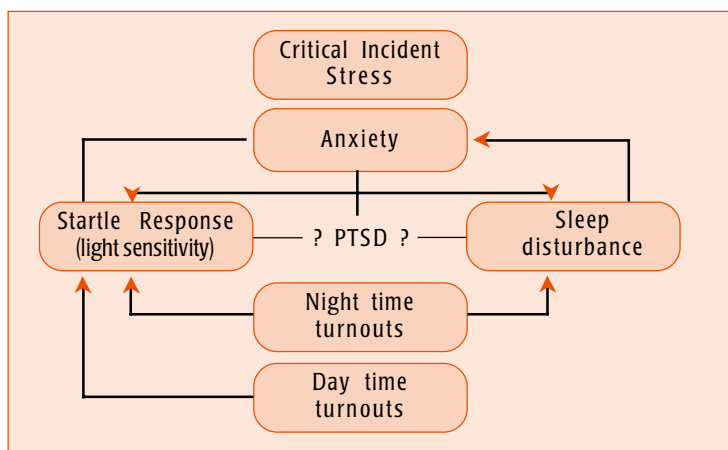 Critical Incident
Stress
Anxiety
Startle Response
(light sensitivity)
? PTSD ?
Sleep
disturbance
Night time
turnouts
Day time
turnouts